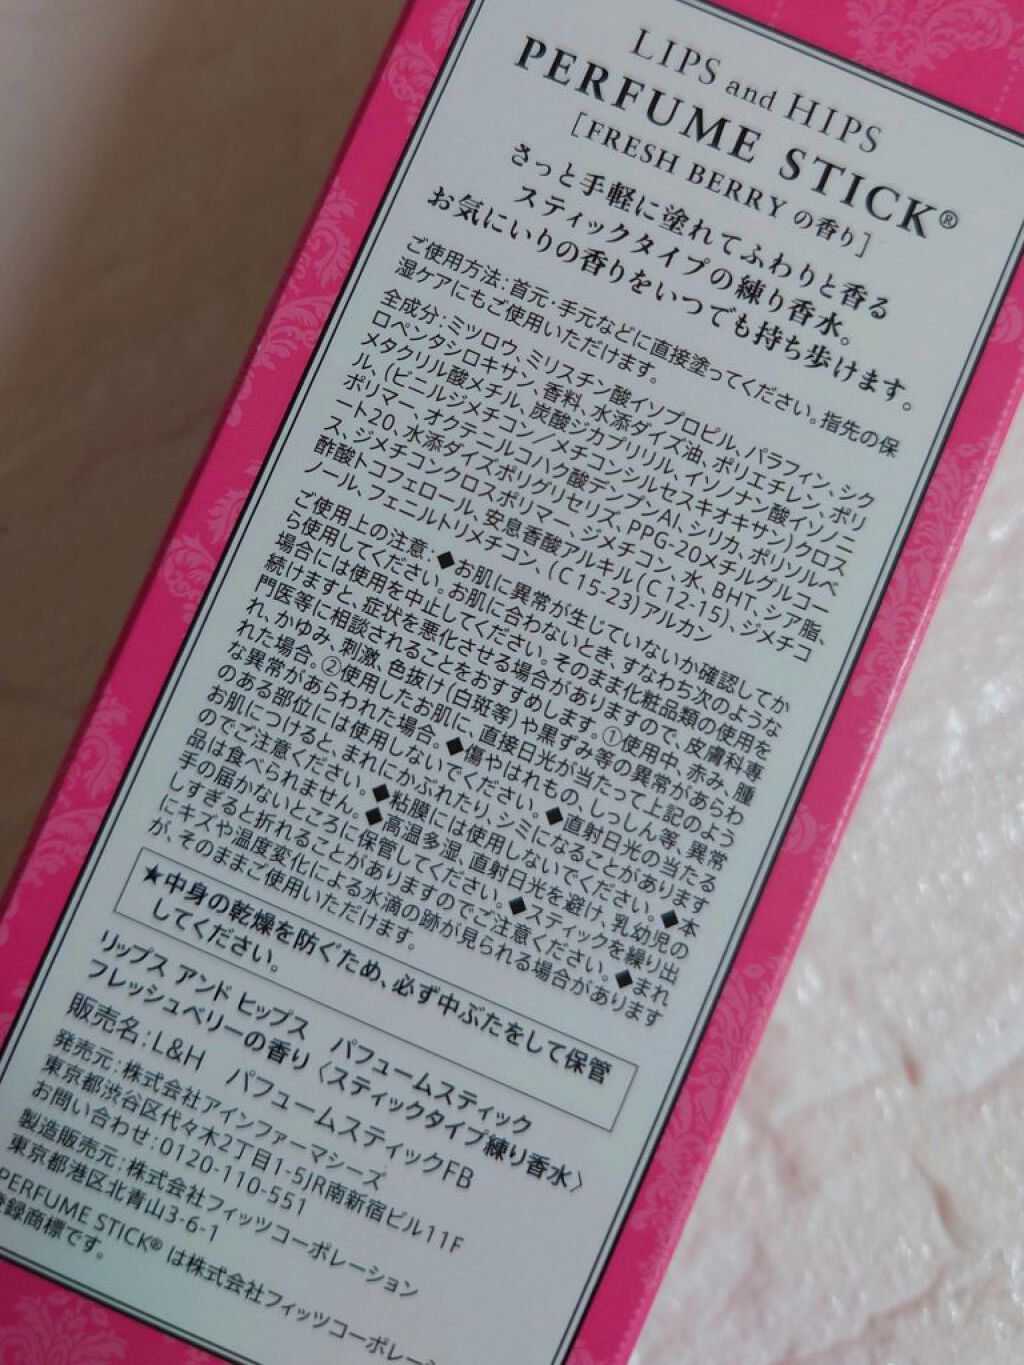 LIPS and HIPS
PERFUME STICK®
[FRESH BERRYの香り]
さっと手軽に塗れてふわりと香る
スティックタイプの練り香水。
お気にいりの香りをいつでも持ち歩けます。
ご使用方法：首元・手元などに直接塗ってください。指先の保
湿ケアにもご使用いただけます。
全成分：ミツロウ、ミリスチン酸イソプロピル、パラフィン、シク
ロペンタシロキサン、香料、水添ダイズ油、ポリエチレン、ポリ
メタクリル酸メチル、炭酸ジカプリリル、イソノナン酸イソノニ
ル、(ビニルジメチコン／メチコンシルセスキオキサン)クロス
ポリマー、オクテニルコハク酸デンプンAl、シリカ、ポリソルベ
ート20、水添ダイズポリグリセリズ、PPG-20メチルグルコー
ス、ジメチコンクロスポリマー、ジメチコン、水、BHT、シア脂、
酢酸トコフェロール、安息香酸アルキル(C12-15)、ジメチコ
ノール、フェニルトリメチコン、(C15-23)アルカン
ご使用上の注意：◆お肌に異常が生じていないか確認してか
ら使用してください。お肌に合わないとき、すなわち次のような
場合には使用を中止してください。そのまま化粧品類の使用を
続けますと、症状を悪化させる場合がありますので、皮膚科専
門医等に相談されることをおすすめします。①使用中、赤み、腫
れ、かゆみ、刺激、色抜け(白斑等)や黒ずみ等の異常があらわ
れた場合。②使用したお肌に、直接日光が当たって上記のよう
な異常があらわれた場合。◆傷やはれもの、しっしん等 異常
のある部位には使用しないでください。◆直射日光の当たる
お肌につけると、まれにかぶれたり、シミになることがあります
のでご注意ください。◆粘膜には使用しないでください。◆本
品は食べられません。◆高温多湿、直射日光を避け、乳幼児の
手の届かないところに保管してください。◆スティックを繰り出
しすぎると折れることがありますのでご注意ください。◆まれ
にキズや温度変化による水滴の跡が見られる場合があります
が、そのままご使用いただけます。
★中身の乾燥を防ぐため、必ず中ぶたをして保管
してください。
リップス アンド ヒップス パフュームスティック
フレッシュベリーの香り〈スティックタイプ練り香水〉
販売名：L&H パフュームスティックFB
発売元：株式会社アインファーマシーズ
東京都渋谷区代々木2丁目1-5JR南新宿ビル11F
お問い合わせ：0120-110-551
製造販売元：株式会社フィッツコーポレーション
東京都港区北青山3-6-1
PERFUME STICK® は株式会社フィッツコーポレー
登録商標です。